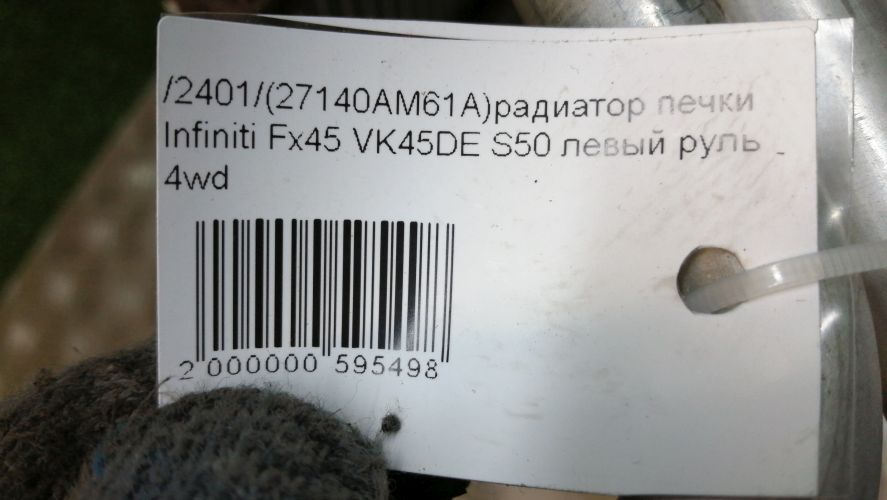 /2401/(27140AM61A)радиатор печки
Infiniti Fx45 VK45DE S50 левый руль
4wd
2 000000 595498